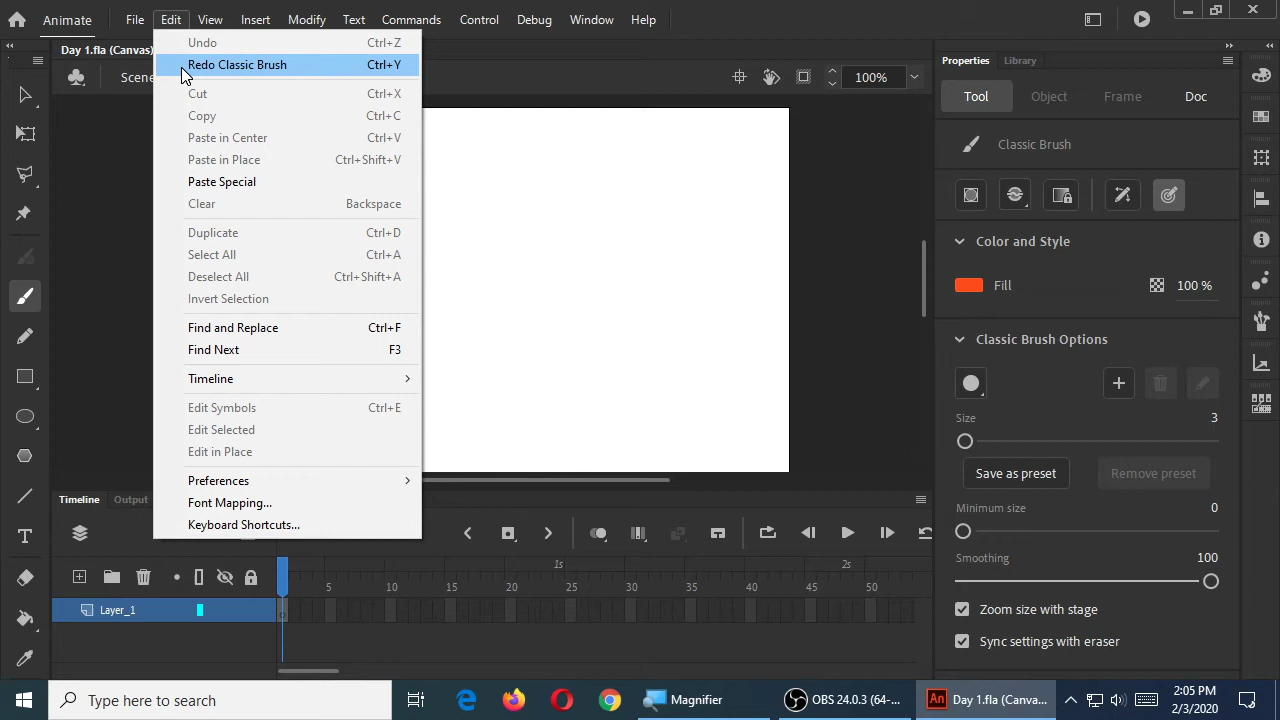 Animate File Edit View Insert Modify Text Commands Control Debug Window Help
Day 1.fla (Canvas)
Scene
100%
Undo Ctrl+Z
Redo Classic Brush Ctrl+Y
Cut Ctrl+X
Copy Ctrl+C
Paste in Center Ctrl+V
Paste in Place Ctrl+Shift+V
Paste Special
Clear Backspace
Duplicate Ctrl+D
Select All Ctrl+A
Deselect All Ctrl+Shift+A
Invert Selection
Find and Replace Ctrl+F
Find Next F3
Timeline
Edit Symbols Ctrl+E
Edit Selected
Edit in Place
Preferences
Font Mapping...
Keyboard Shortcuts...
Properties Library
Tool Object Frame Doc
Classic Brush
Color and Style
Fill 100 %
Classic Brush Options
Size 3
Save as preset Remove preset
Minimum size 0
Smoothing 100
Zoom size with stage
Sync settings with eraser
T
Timeline Output
1s 2s
5 10 15 20 25 30 35 40 45 50
Layer_1
Type here to search
Magnifier
OBS 24.0.3 (64-...
An Day 1.fla (Canva...
2:05 PM
2/3/2020